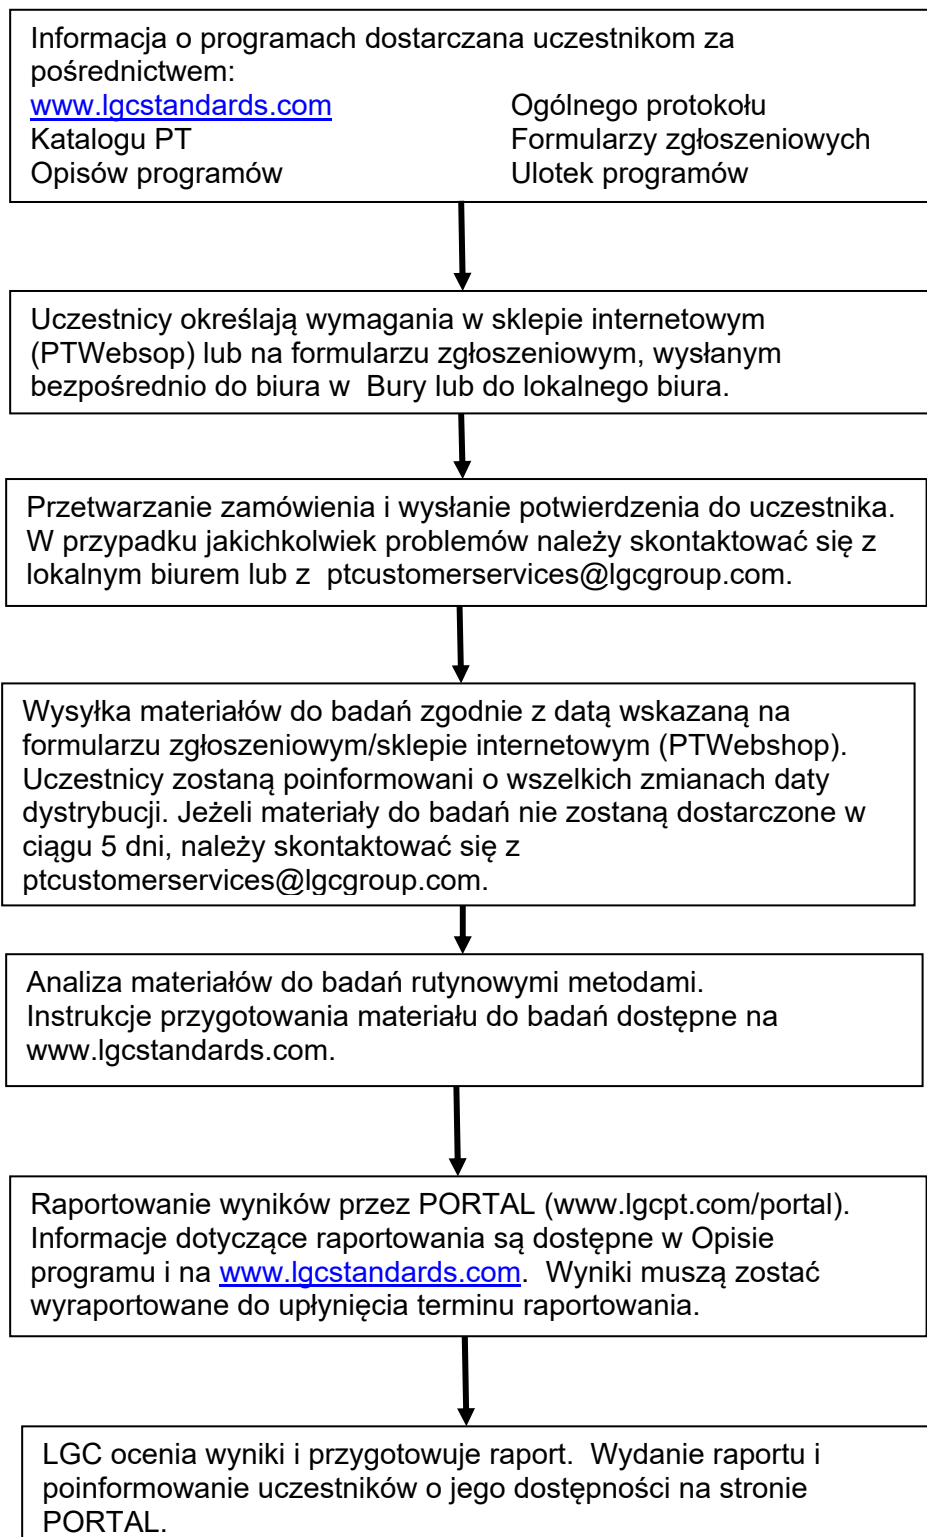 Informacja o programach dostarczana uczestnikom za
pośrednictwem:
www.lgcstandards.com Ogólnego protokołu
Katalogu PT Formularzy zgłoszeniowych
Opisów programów Ulotek programów
Uczestnicy określają wymagania w sklepie internetowym
(PTWebsop) lub na formularzu zgłoszeniowym, wysłanym
bezpośrednio do biura w Bury lub do lokalnego biura.
Przetwarzanie zamówienia i wysłanie potwierdzenia do uczestnika.
W przypadku jakichkolwiek problemów należy skontaktować się z
lokalnym biurem lub z ptcustomerservices@lgcgroup.com.
Wysyłka materiałów do badań zgodnie z datą wskazaną na
formularzu zgłoszeniowym/sklepie internetowym (PTWebshop).
Uczestnicy zostaną poinformowani o wszelkich zmianach daty
dystrybucji. Jeżeli materiały do badań nie zostaną dostarczone w
ciągu 5 dni, należy skontaktować się z
ptcustomerservices@lgcgroup.com.
Analiza materiałów do badań rutynowymi metodami.
Instrukcje przygotowania materiału do badań dostępne na
www.lgcstandards.com.
Raportowanie wyników przez PORTAL (www.lgcpt.com/portal).
Informacje dotyczące raportowania są dostępne w Opisie
programu i na www.lgcstandards.com. Wyniki muszą zostać
wyraportowane do upłynięcia terminu raportowania.
LGC ocenia wyniki i przygotowuje raport. Wydanie raportu i
poinformowanie uczestników o jego dostępności na stronie
PORTAL.